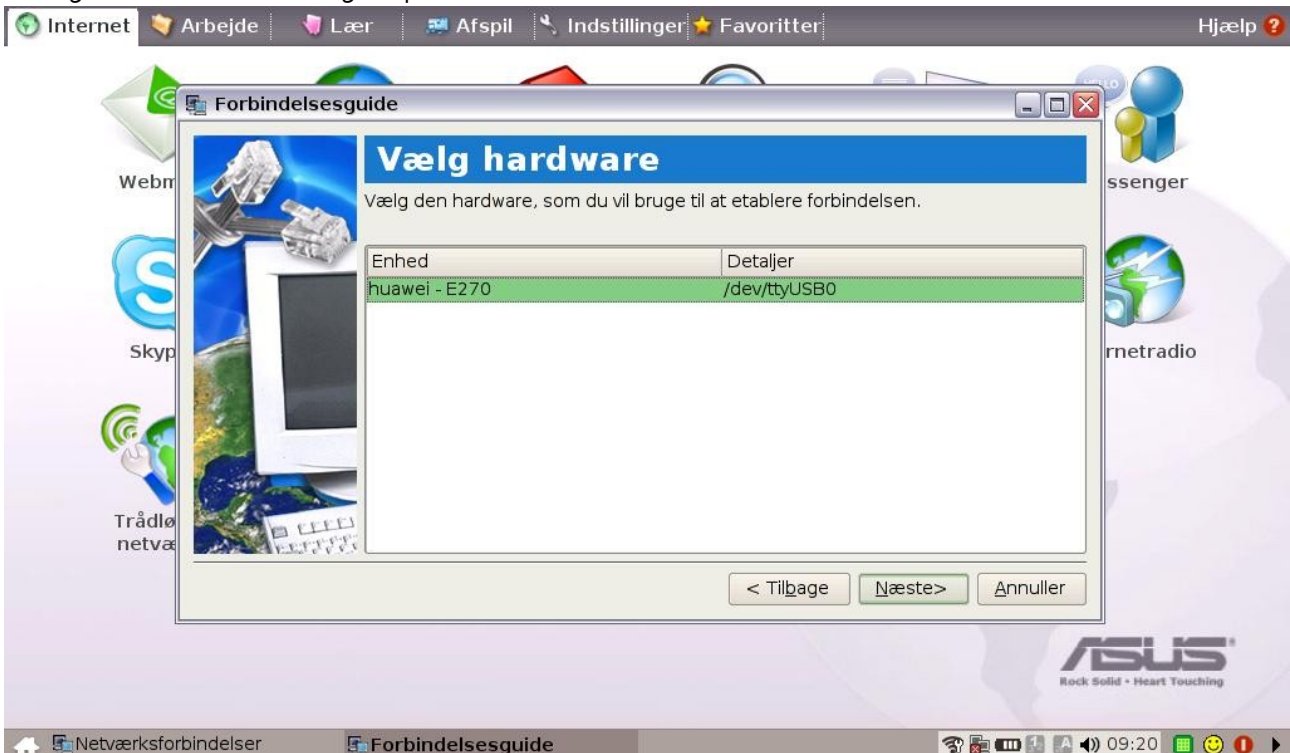 Internet Arbejde Lær Afspil Indstillinger Favoritter Hjælp ?
Forbindelsesguide
HELLO
Vælg hardware
Vælg den hardware, som du vil bruge til at etablere forbindelsen.
Enhed Detaljer
huawei - E270 /dev/ttyUSB0
Webm
ssenger
Skyp
rnetradio
Trådlø
netvæ
< Tilbage Næste> Annuller
ASUS
Rock Solid • Heart Touching
Netværksforbindelser Forbindelsesguide 09:20